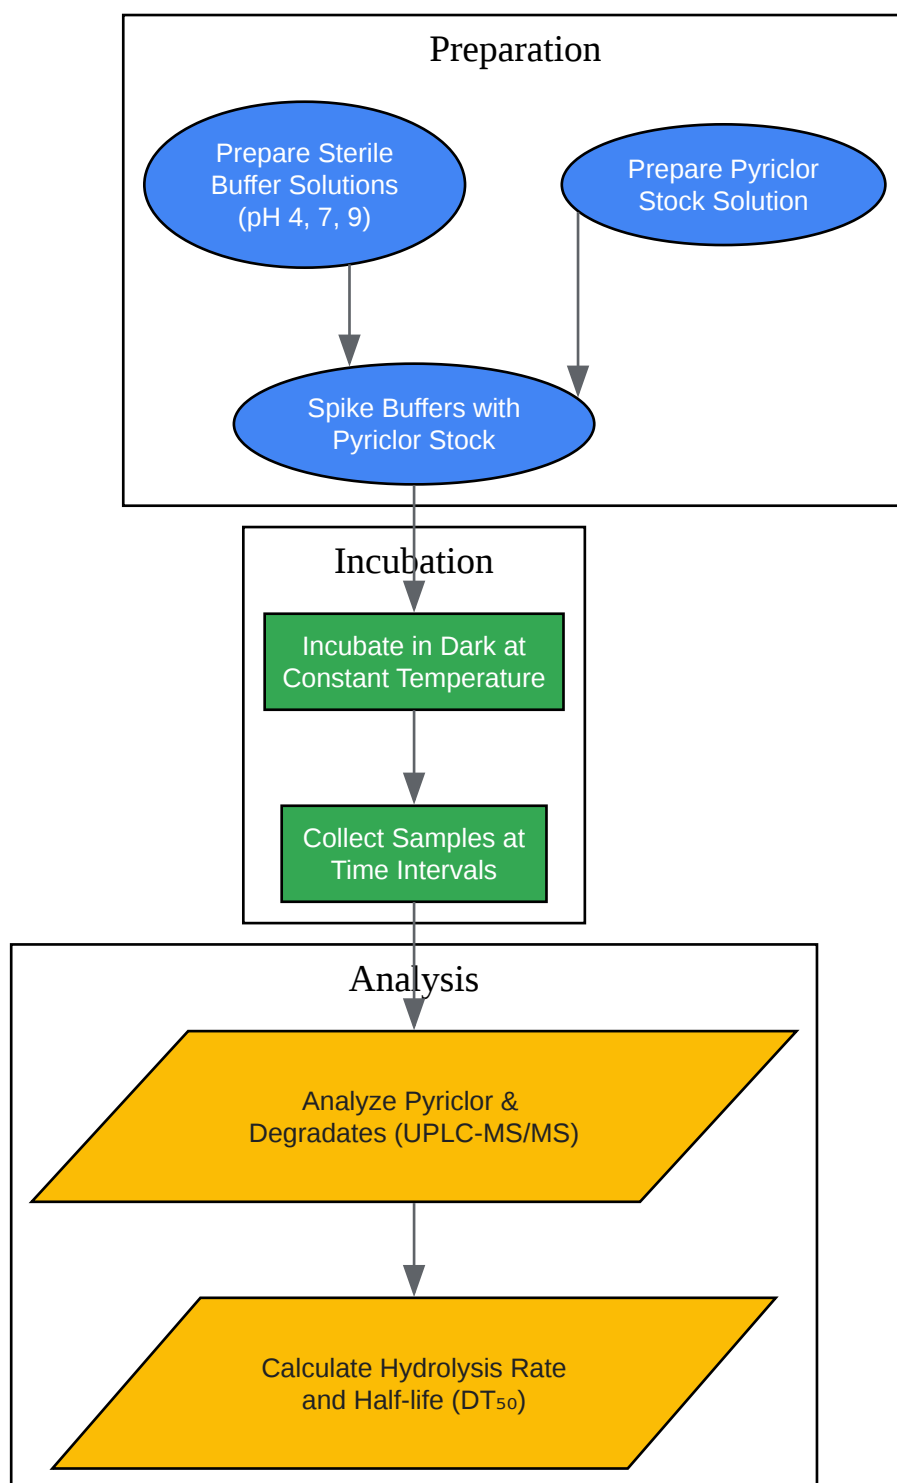 Preparation
Prepare Sterile
Buffer Solutions
(pH 4, 7, 9)
Prepare Pyriclor
Stock Solution
Spike Buffers with
Pyriclor Stock
Incubation
Incubate in Dark at
Constant Temperature
Collect Samples at
Time Intervals
Analysis
Analyze Pyriclor &
Degradates (UPLC-MS/MS)
Calculate Hydrolysis Rate
and Half-life (DT₅₀)